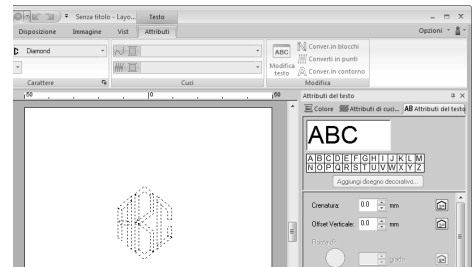 Senza titolo - Layo... Testo
Disposizione Immagine Vist Attributi Opzioni
Diamond
ABC
Modifica testo
Conver.in blocchi
Converti in punti
Conver.in contorno
Carattere Cuci Modifica
50 0 50
Attributi del testo
Colore Attributi di cuci... AB Attributi del testo
ABC
A B C D E F G H I J K L M
N O P Q R S T U V W X Y Z
Aggiungi disegno decorativo...
Crenatura: 0.0 mm
Offset Verticale: 0.0 mm
Ruota di:
grado